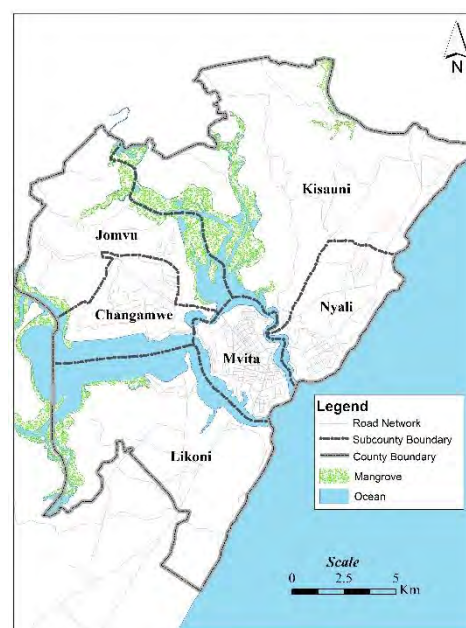 N
Kisauni
Jomvu
Nyali
Changamwe
Mvita
Likoni
Legend
Road Network
Subcounty Boundary
County Boundary
Mangrove
Ocean
Scale
0 2.5 5
Km